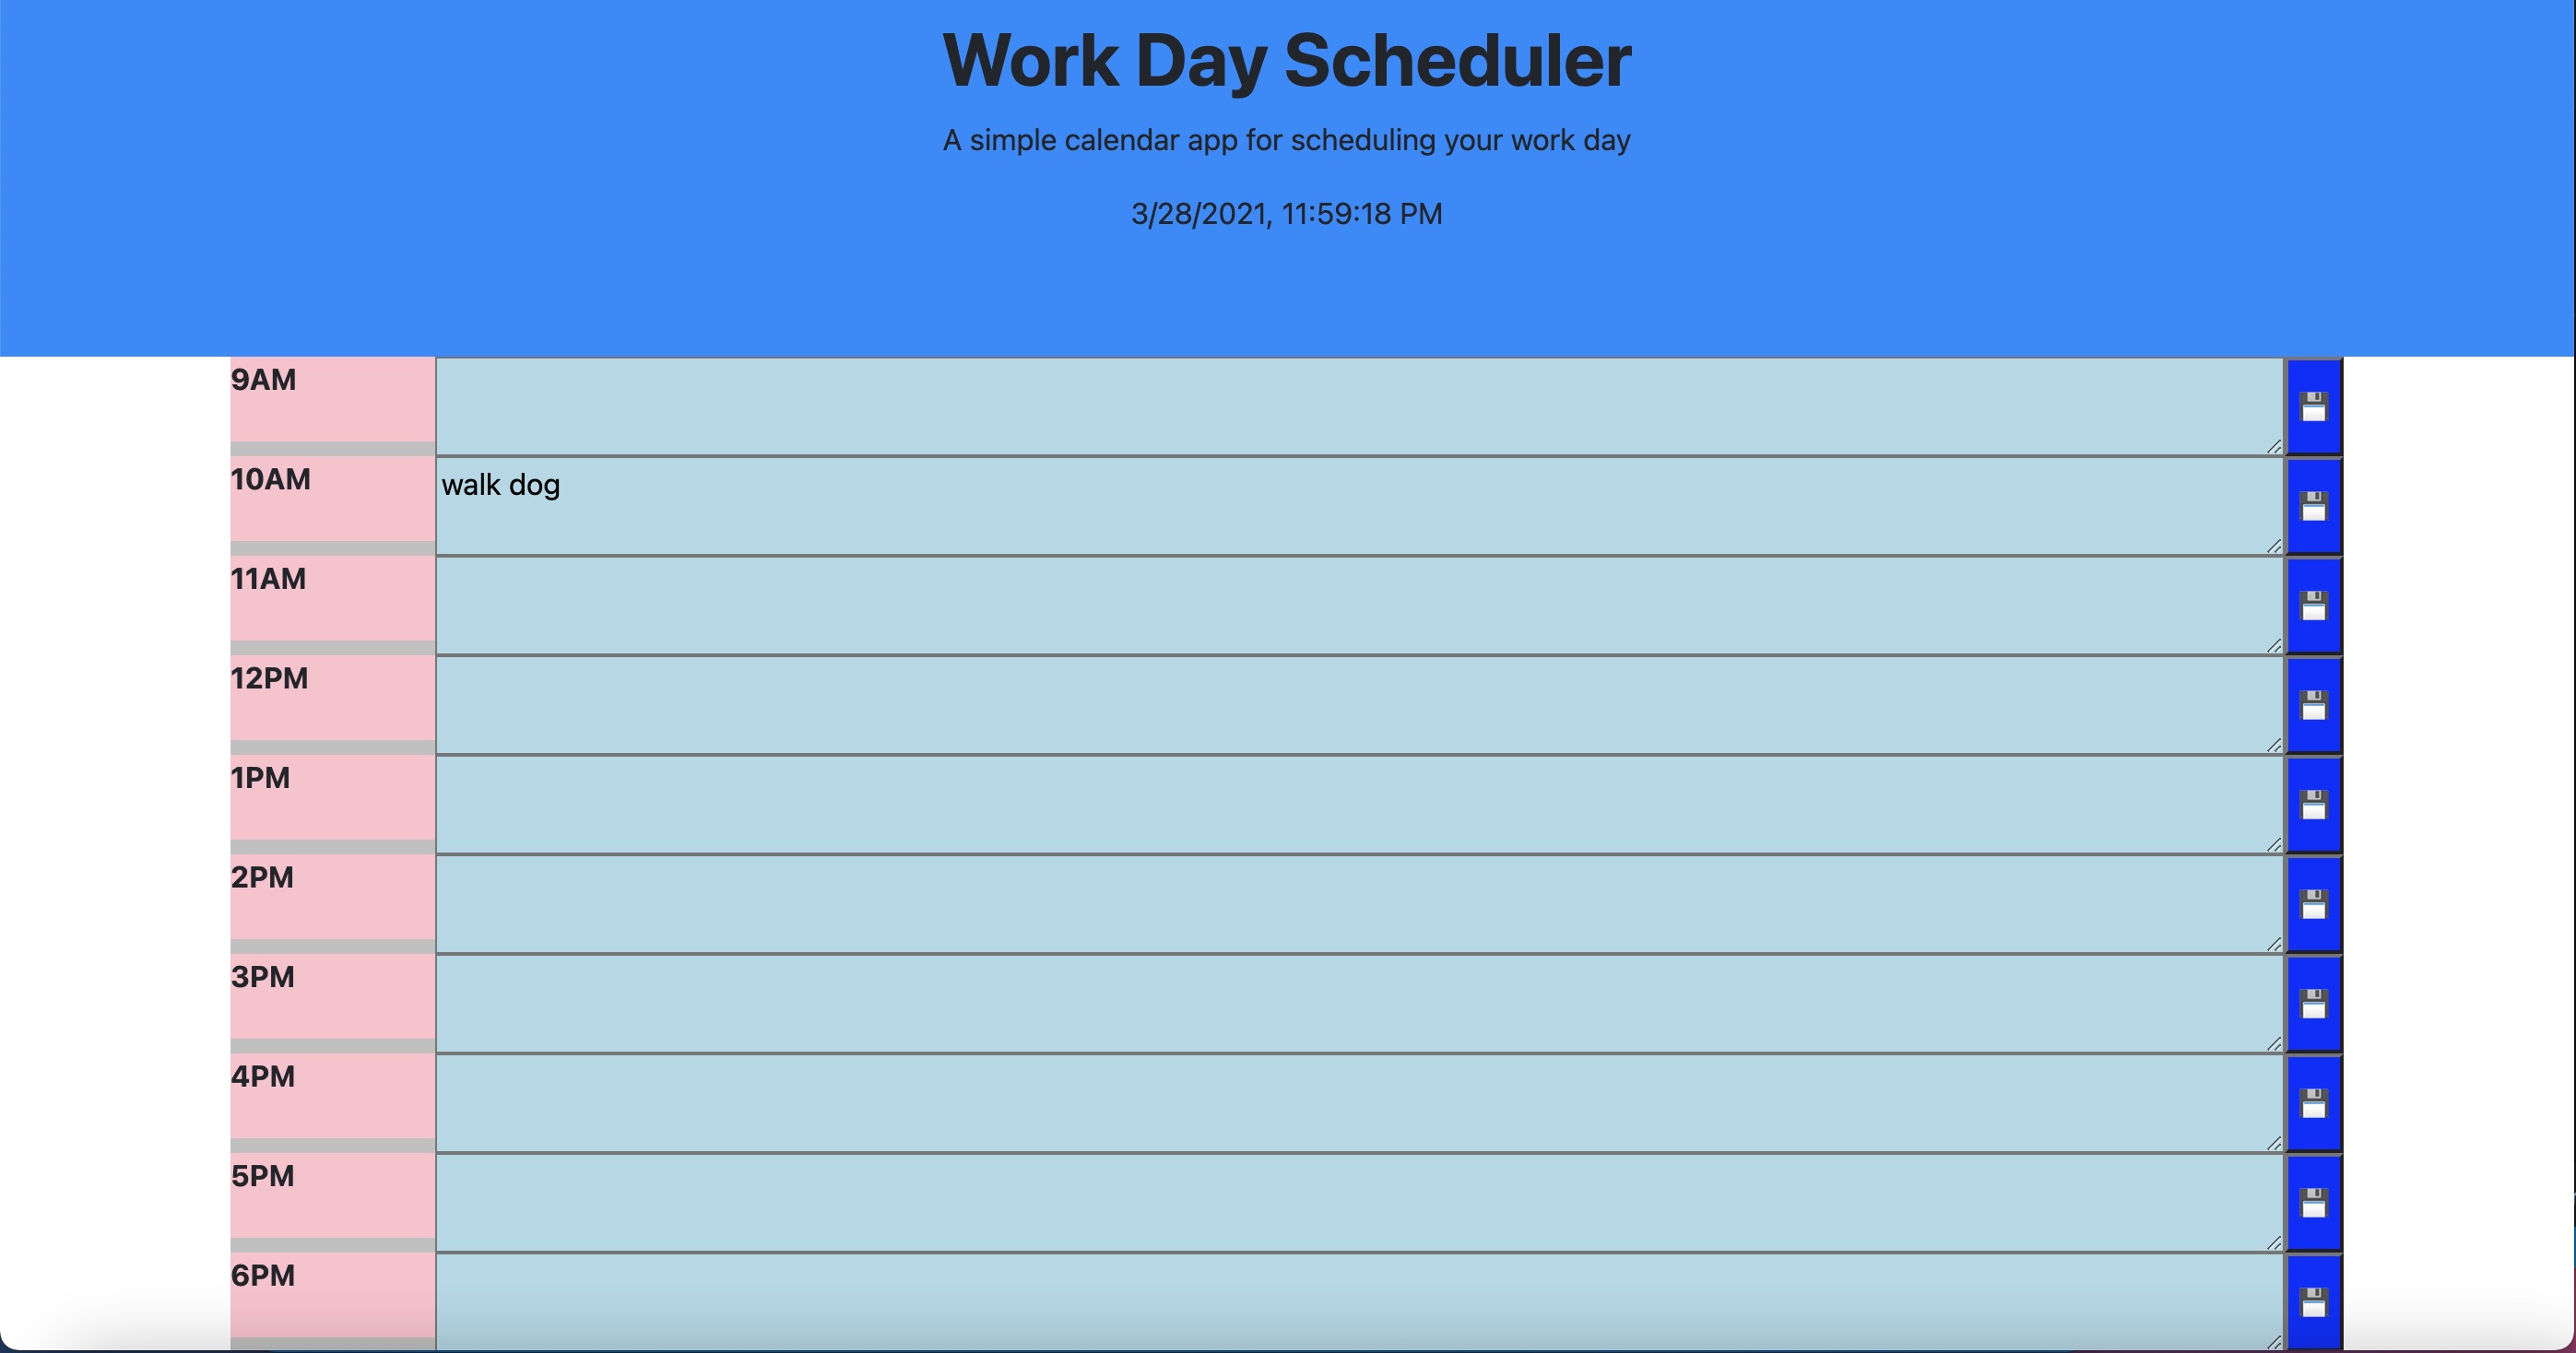 Work Day Scheduler
A simple calendar app for scheduling your work day
3/28/2021, 11:59:18 PM
9AM
10AM
walk dog
11AM
12PM
1PM
2PM
3PM
4PM
5PM
6PM